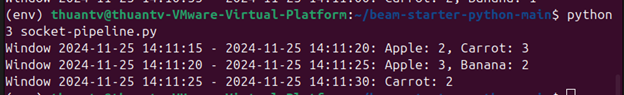 (env) thuantv@thuantv-VMware-Virtual-Platform:~/beam-starter-python-main$ python
3 socket-pipeline.py
Window 2024-11-25 14:11:15 - 2024-11-25 14:11:20: Apple: 2, Carrot: 3
Window 2024-11-25 14:11:20 - 2024-11-25 14:11:25: Apple: 3, Banana: 2
Window 2024-11-25 14:11:25 - 2024-11-25 14:11:30: Carrot: 2